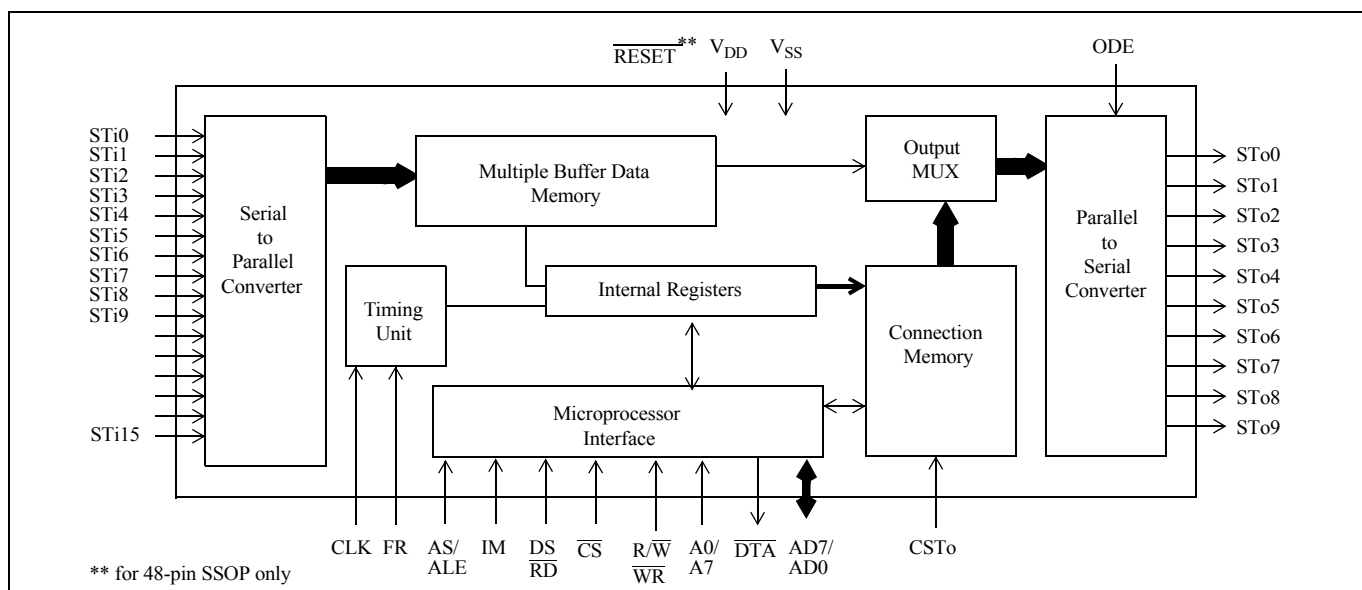 RESET** VDD VSS ODE
STi0
STi1
STi2
STi3
STi4
STi5
STi6
STi7
STi8
STi9
STi15
Serial
to
Parallel
Converter
Multiple Buffer Data
Memory
Output
MUX
Timing
Unit
Internal Registers
Connection
Memory
Microprocessor
Interface
Parallel
to
Serial
Converter
STo0
STo1
STo2
STo3
STo4
STo5
STo6
STo7
STo8
STo9
CLK FR AS/ IM DS CS R/W A0/ DTA AD7/ CSTo
ALE RD WR A7 AD0
** for 48-pin SSOP only